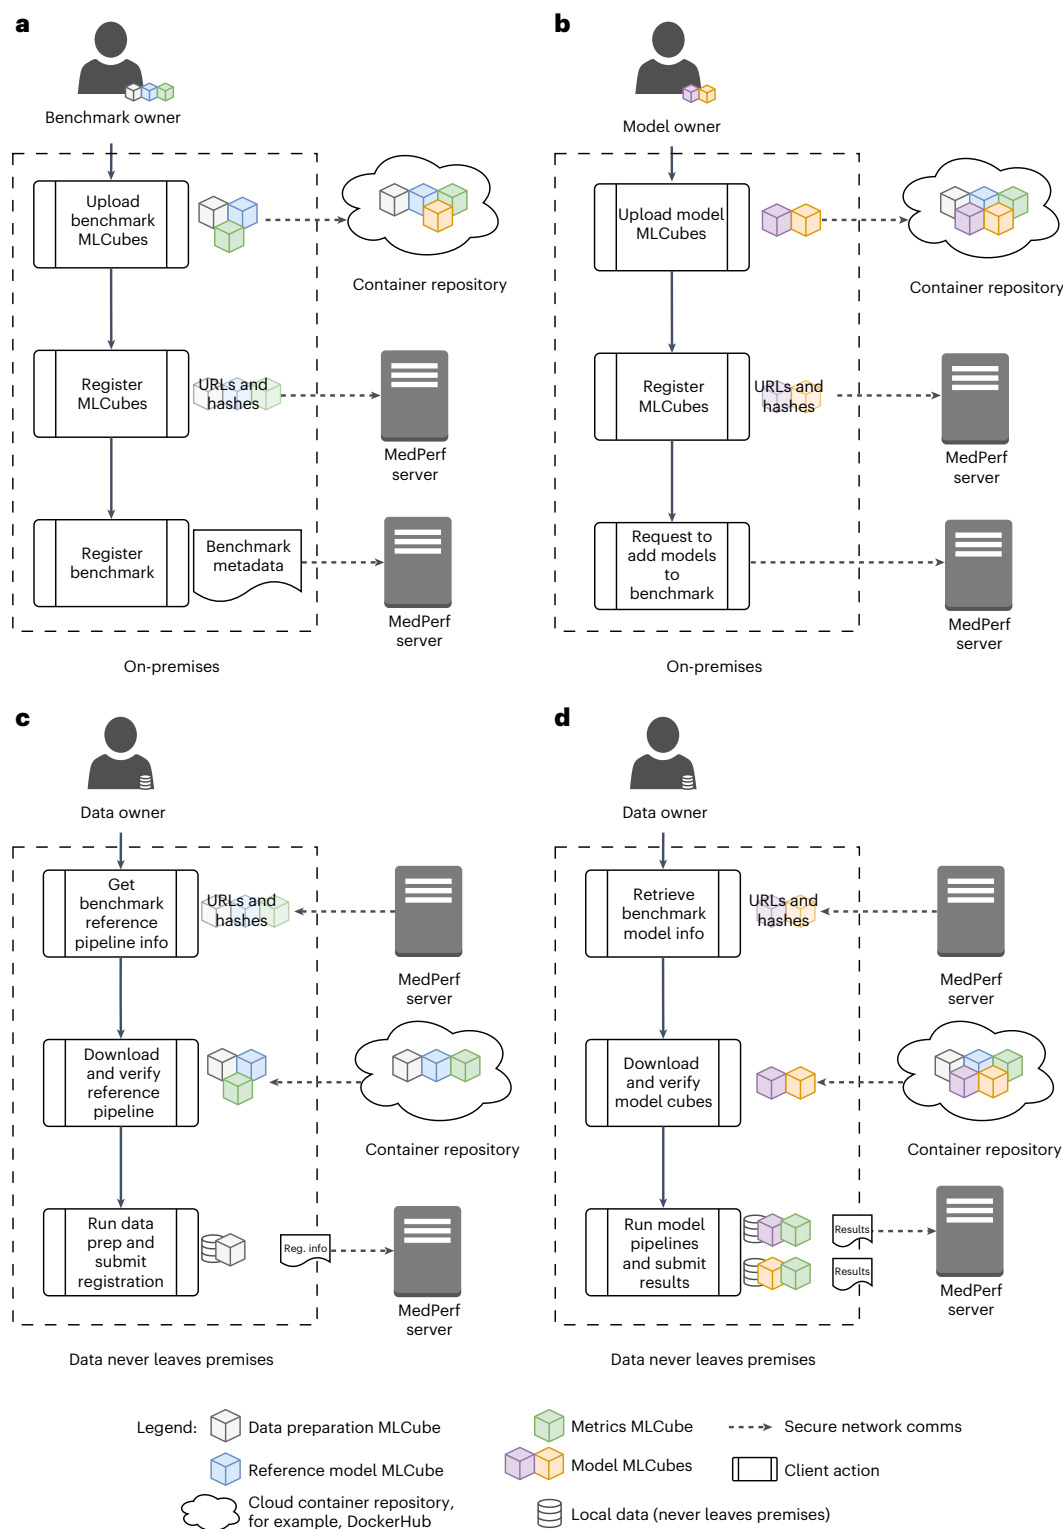 a
Benchmark owner
Upload
benchmark
MLCubes
Container repository
Register
MLCubes
URLs and
hashes
MedPerf
server
Register
benchmark
Benchmark
metadata
MedPerf
server
On-premises
b
Model owner
Upload model
MLCubes
Container repository
Register
MLCubes
URLs and
hashes
MedPerf
server
Request to
add models
to
benchmark
MedPerf
server
On-premises
c
Data owner
Get
benchmark
reference
pipeline info
URLs and
hashes
MedPerf
server
Download
and verify
reference
pipeline
Container repository
Run data
prep and
submit
registration
Reg. info
MedPerf
server
Data never leaves premises
d
Data owner
Retrieve
benchmark
model info
URLs and
hashes
MedPerf
server
Download
and verify
model cubes
Container repository
Run model
pipelines
and submit
results
Results
Results
MedPerf
server
Data never leaves premises
Legend:
Data preparation MLCube
Metrics MLCube
Secure network comms
Reference model MLCube
Model MLCubes
Client action
Cloud container repository,
for example, DockerHub
Local data (never leaves premises)